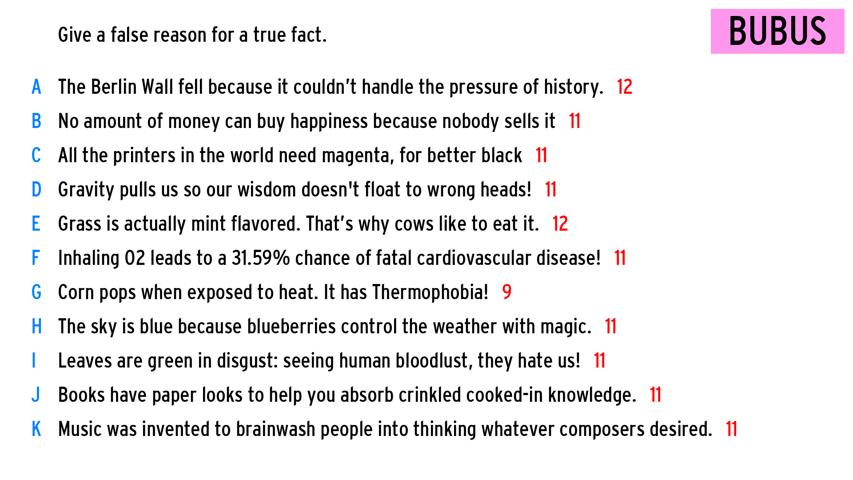 Give a false reason for a true fact.
BUBUS
A The Berlin Wall fell because it couldn't handle the pressure of history. 12
B No amount of money can buy happiness because nobody sells it 11
C All the printers in the world need magenta, for better black 11
D Gravity pulls us so our wisdom doesn't float to wrong heads! 11
E Grass is actually mint flavored. That's why cows like to eat it. 12
F Inhaling O2 leads to a 31.59% chance of fatal cardiovascular disease! 11
G Corn pops when exposed to heat. It has Thermophobia! 9
H The sky is blue because blueberries control the weather with magic. 11
I Leaves are green in disgust: seeing human bloodlust, they hate us! 11
J Books have paper looks to help you absorb crinkled cooked-in knowledge. 11
K Music was invented to brainwash people into thinking whatever composers desired. 11